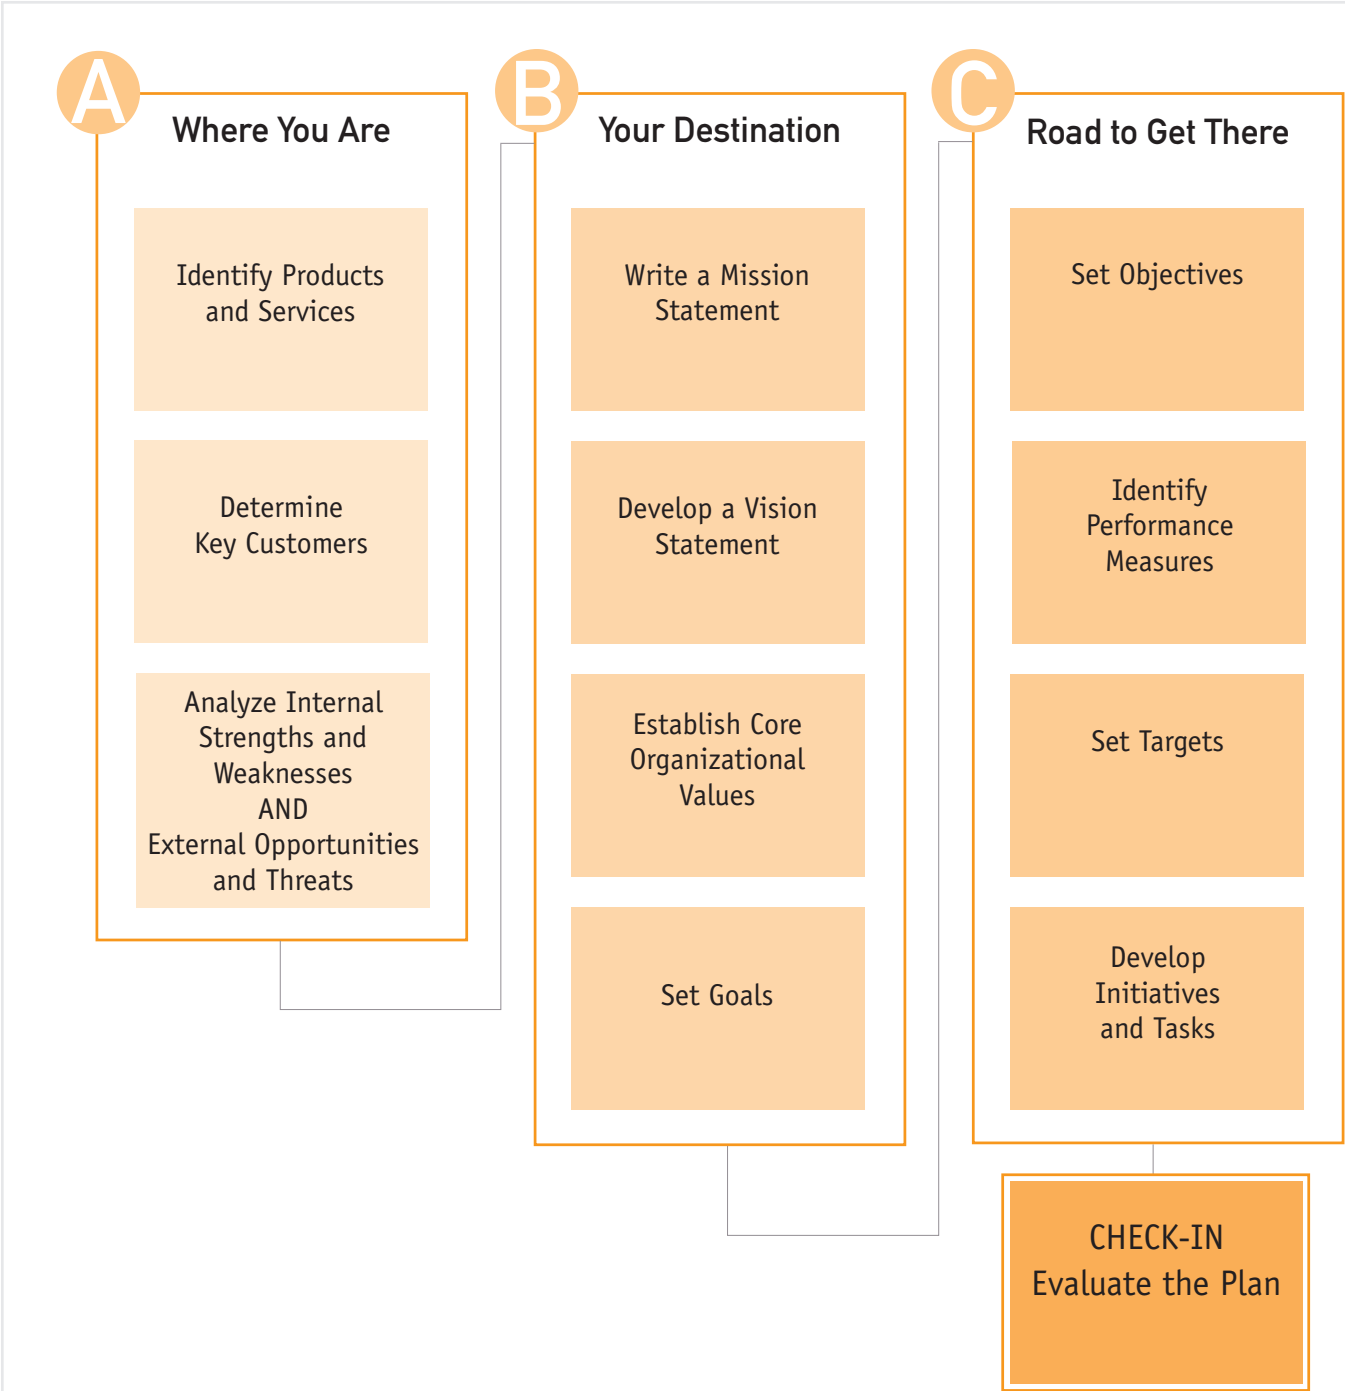 A
Where You Are
Identify Products
and Services
Determine
Key Customers
Analyze Internal
Strengths and
Weaknesses
AND
External Opportunities
and Threats
B
Your Destination
Write a Mission
Statement
Develop a Vision
Statement
Establish Core
Organizational
Values
Set Goals
C
Road to Get There
Set Objectives
Identify
Performance
Measures
Set Targets
Develop
Initiatives
and Tasks
CHECK-IN
Evaluate the Plan